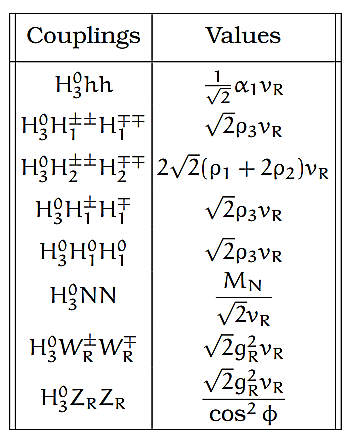 Couplings Values
H₃⁰hh 1/√2 α₁v_R
H₃⁰H₁^±±H₁^∓∓ √2ρ₃v_R
H₃⁰H₂^±±H₂^∓∓ 2√2(ρ₁ + 2ρ₂)v_R
H₃⁰H₁^±H₁^∓ √2ρ₃v_R
H₃⁰H₁⁰H₁⁰ √2ρ₃v_R
H₃⁰NN M_N/√2v_R
H₃⁰W_R^±W_R^∓ √2g_R²v_R
H₃⁰Z_RZ_R √2g_R²v_R/cos² ϕ